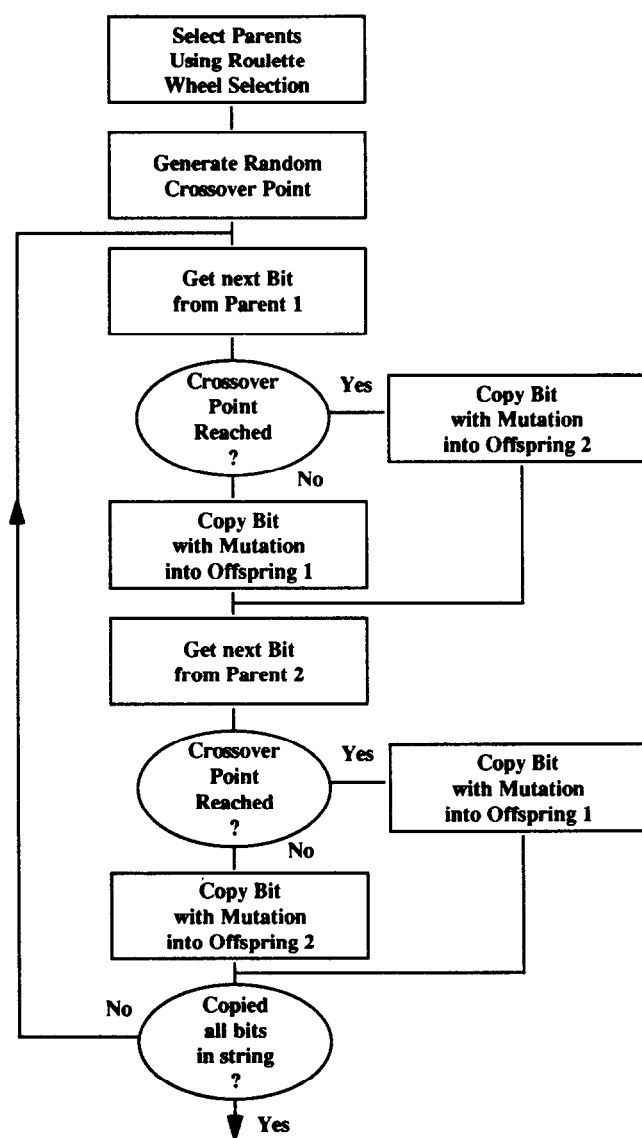 Select Parents
Using Roulette
Wheel Selection
Generate Random
Crossover Point
Get next Bit
from Parent 1
Crossover
Point
Reached
?
Yes
No
Copy Bit
with Mutation
into Offspring 2
Copy Bit
with Mutation
into Offspring 1
Get next Bit
from Parent 2
Crossover
Point
Reached
?
Yes
No
Copy Bit
with Mutation
into Offspring 1
Copy Bit
with Mutation
into Offspring 2
Copied
all bits
in string
?
No
Yes